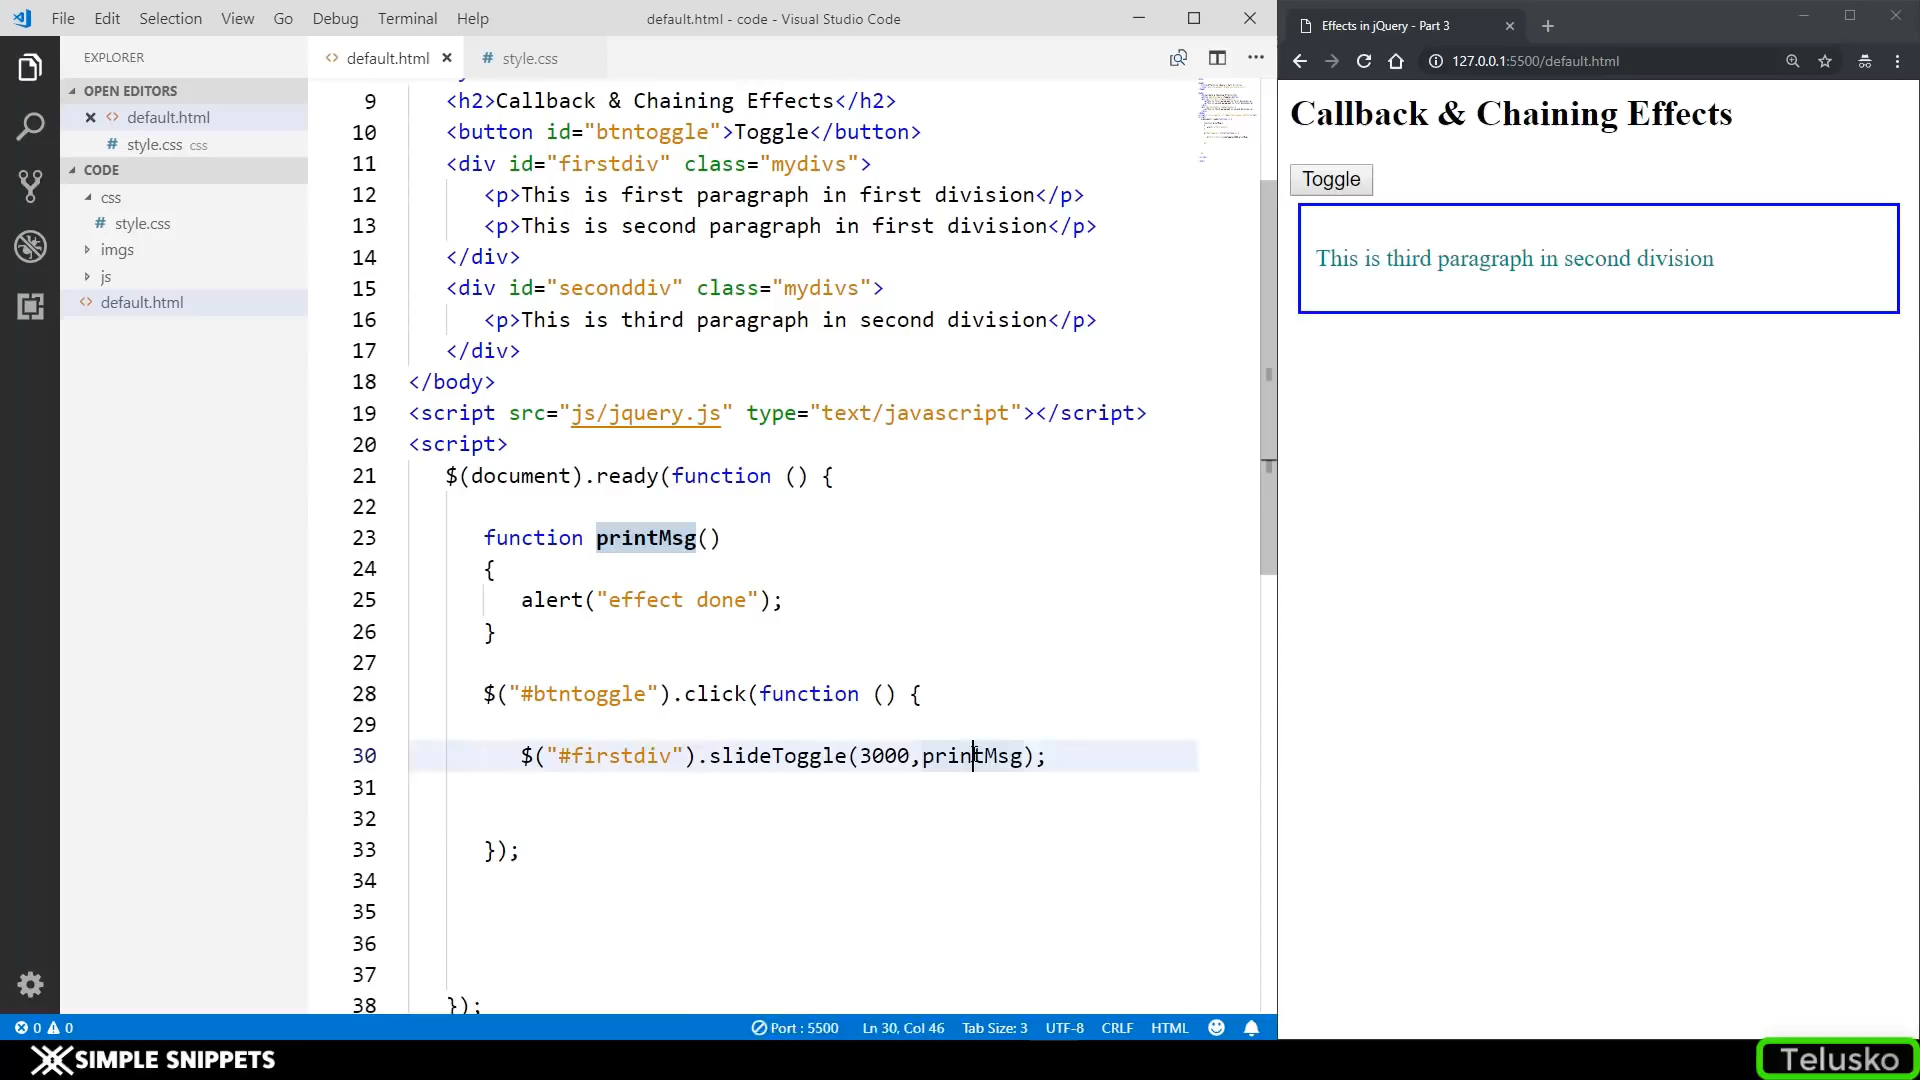 File Edit Selection View Go Debug Terminal Help
default.html - code - Visual Studio Code
EXPLORER
OPEN EDITORS
default.html
style.css css
CODE
css
style.css
imgs
js
default.html
default.html
style.css
9 <h2>Callback & Chaining Effects</h2>
10 <button id="btntoggle">Toggle</button>
11 <div id="firstdiv" class="mydivs">
12 <p>This is first paragraph in first division</p>
13 <p>This is second paragraph in first division</p>
14 </div>
15 <div id="seconddiv" class="mydivs">
16 <p>This is third paragraph in second division</p>
17 </div>
18 </body>
19 <script src="js/jquery.js" type="text/javascript"></script>
20 <script>
21 $(document).ready(function () {
22
23 function printMsg()
24 {
25 alert("effect done");
26 }
27
28 $("#btntoggle").click(function () {
29
30 $("#firstdiv").slideToggle(3000,printMsg);
31
32
33 });
34
35
36
37
38 });
0 0
Port : 5500 Ln 30, Col 46 Tab Size: 3 UTF-8 CRLF HTML
Effects in jQuery - Part 3
127.0.0.1:5500/default.html
Callback & Chaining Effects
Toggle
This is third paragraph in second division
SIMPLE SNIPPETS
Telusko